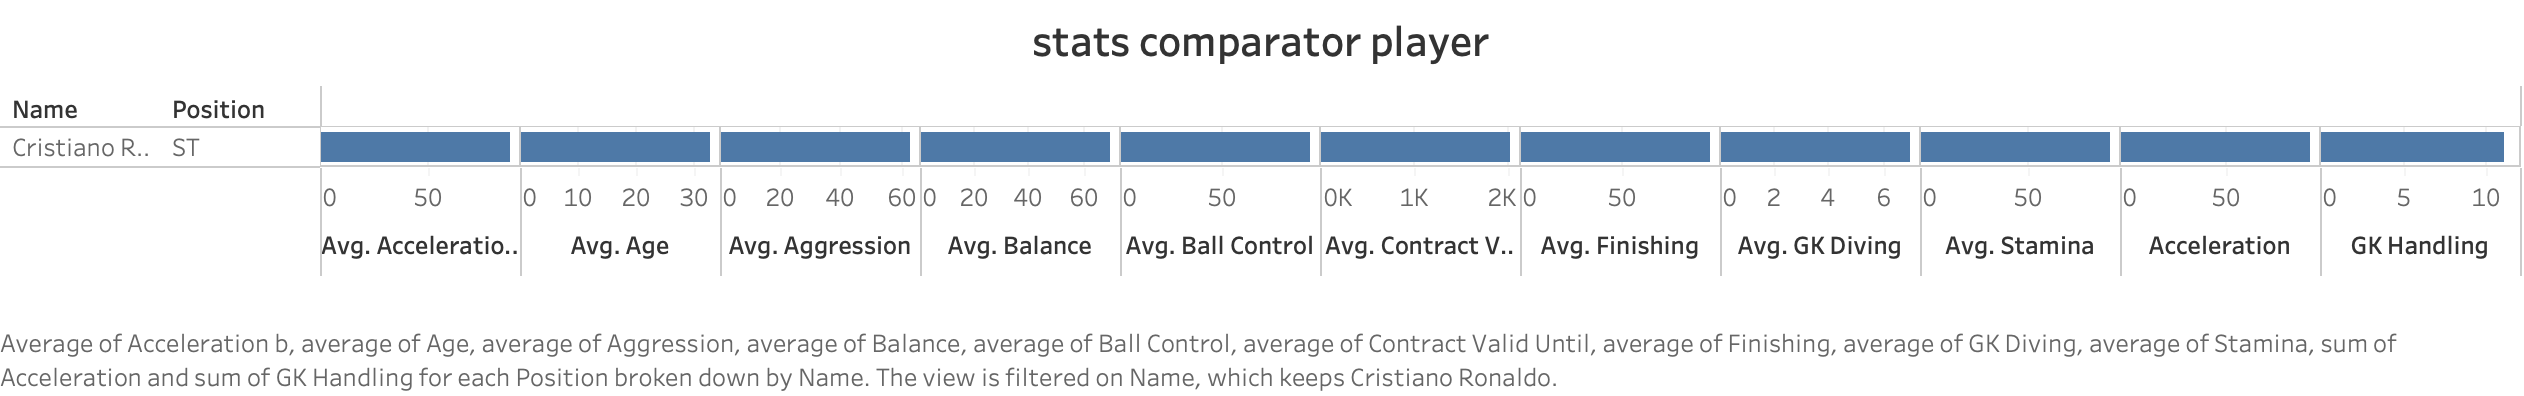 stats comparator player
Name Position
Cristiano R.. ST
0 50 0 10 20 30 0 20 40 60 0 20 40 60 0 50 0K 1K 2K 0 50 0 2 4 6 0 50 0 50 0 5 10
Avg. Acceleratio.. Avg. Age Avg. Aggression Avg. Balance Avg. Ball Control Avg. Contract V.. Avg. Finishing Avg. GK Diving Avg. Stamina Acceleration GK Handling
Average of Acceleration b, average of Age, average of Aggression, average of Balance, average of Ball Control, average of Contract Valid Until, average of Finishing, average of GK Diving, average of Stamina, sum of
Acceleration and sum of GK Handling for each Position broken down by Name. The view is filtered on Name, which keeps Cristiano Ronaldo.